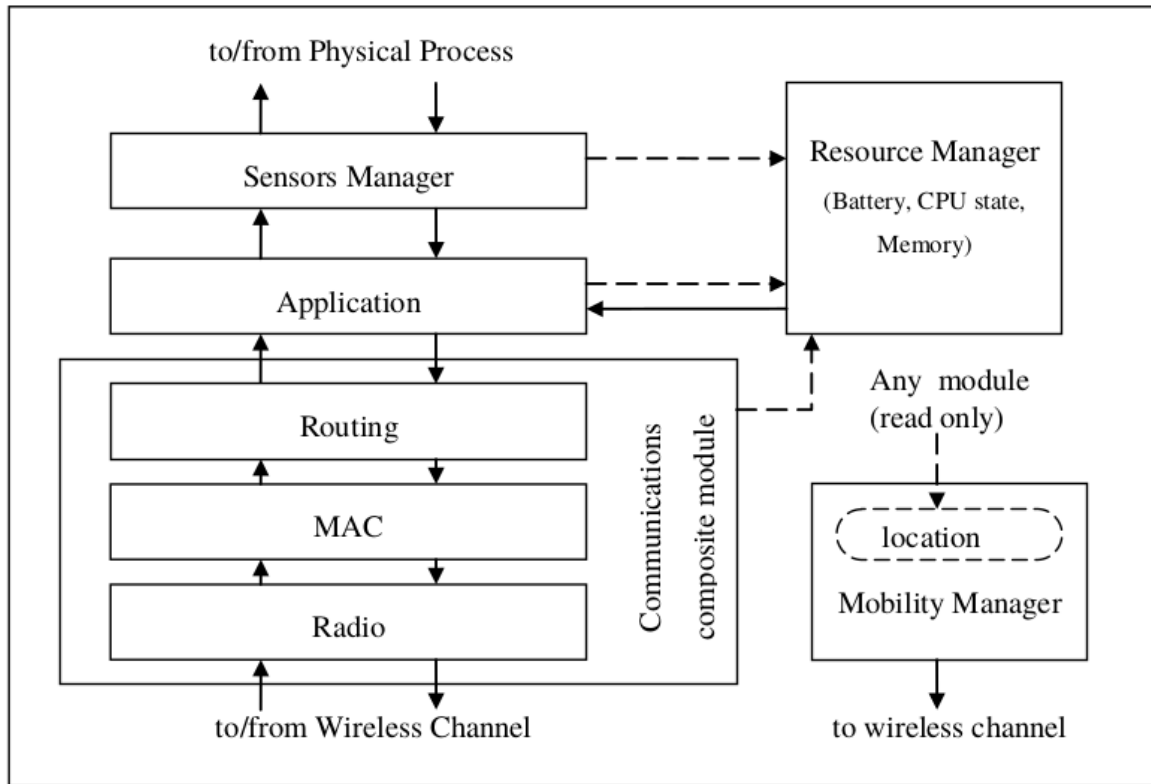 to/from Physical Process
Sensors Manager
Application
Routing
MAC
Radio
Communications
composite module
to/from Wireless Channel
Resource Manager
(Battery, CPU state,
Memory)
Any module
(read only)
location
Mobility Manager
to wireless channel